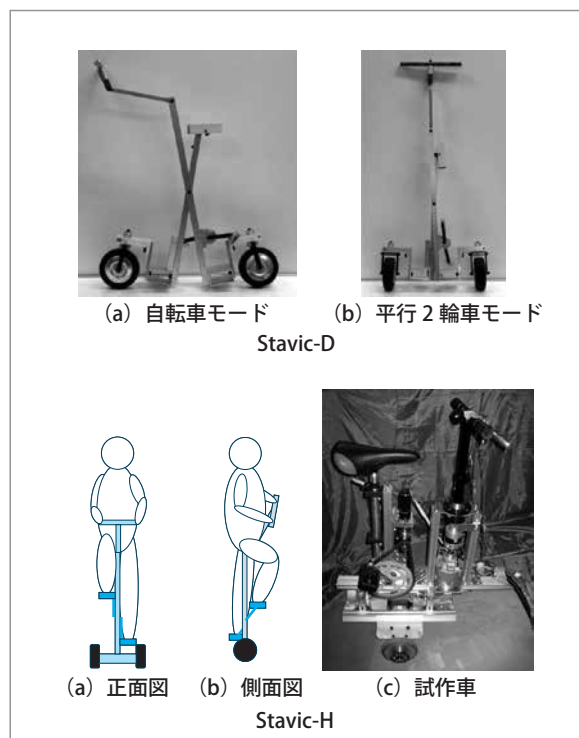 (a) 自転車モード
(b) 平行2輪車モード
Stavic-D
(a) 正面図
(b) 側面図
(c) 試作車
Stavic-H